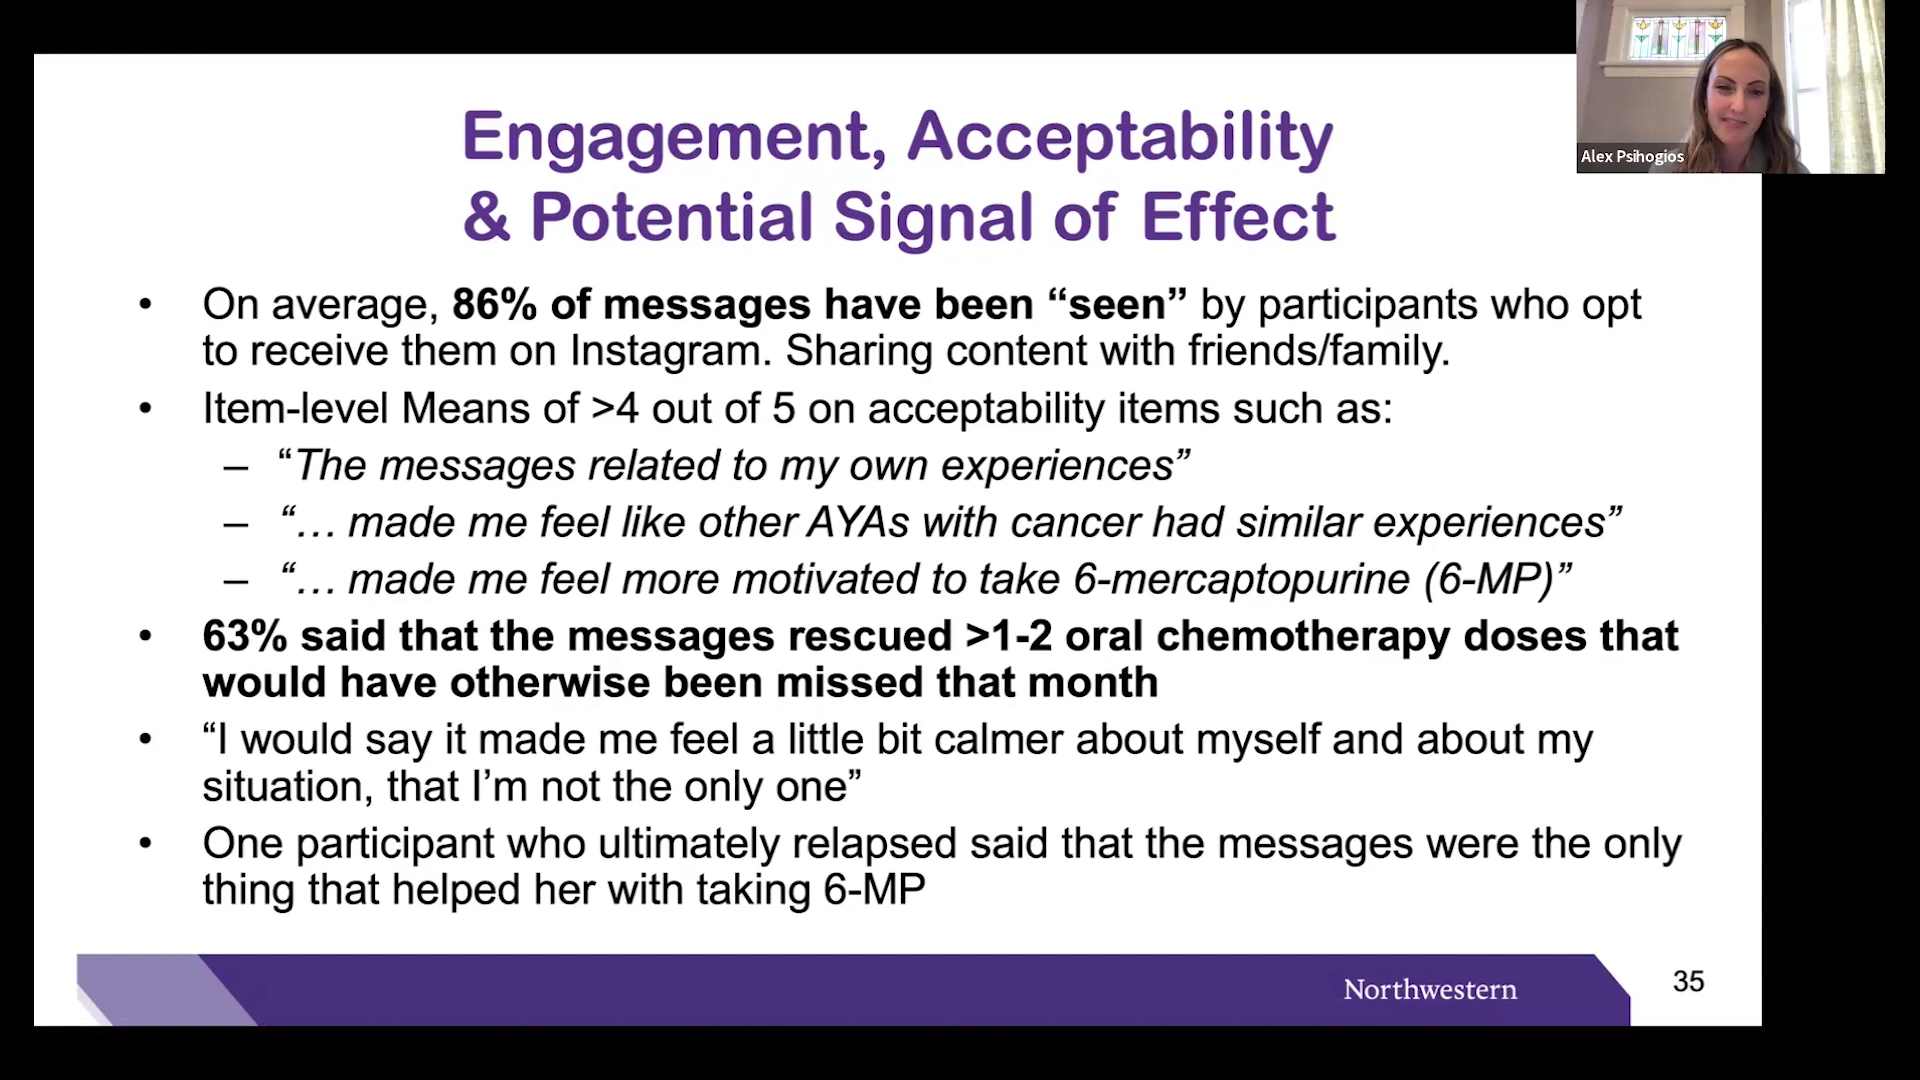 Alex Psihogios
Engagement, Acceptability
& Potential Signal of Effect
• On average, 86% of messages have been “seen” by participants who opt
to receive them on Instagram. Sharing content with friends/family.
• Item-level Means of >4 out of 5 on acceptability items such as:
– “The messages related to my own experiences”
– “… made me feel like other AYAs with cancer had similar experiences”
– “… made me feel more motivated to take 6-mercaptopurine (6-MP)”
• 63% said that the messages rescued >1-2 oral chemotherapy doses that
would have otherwise been missed that month
• “I would say it made me feel a little bit calmer about myself and about my
situation, that I’m not the only one”
• One participant who ultimately relapsed said that the messages were the only
thing that helped her with taking 6-MP
Northwestern
35